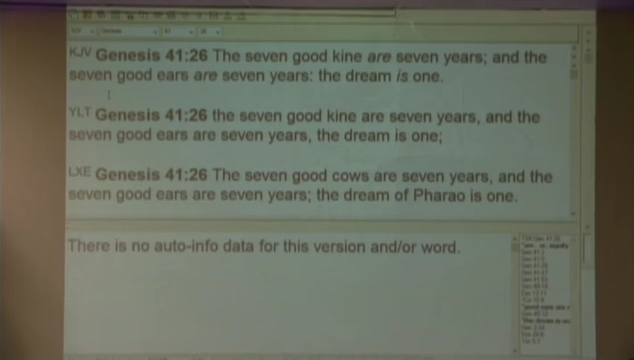 KJV Genesis 41:26 The seven good kine are seven years; and the
seven good ears are seven years: the dream is one.
YLT Genesis 41:26 the seven good kine are seven years, and the
seven good ears are seven years, the dream is one;
LXE Genesis 41:26 The seven good cows are seven years, and the
seven good ears are seven years; the dream of Pharao is one.
There is no auto-info data for this version and/or word.